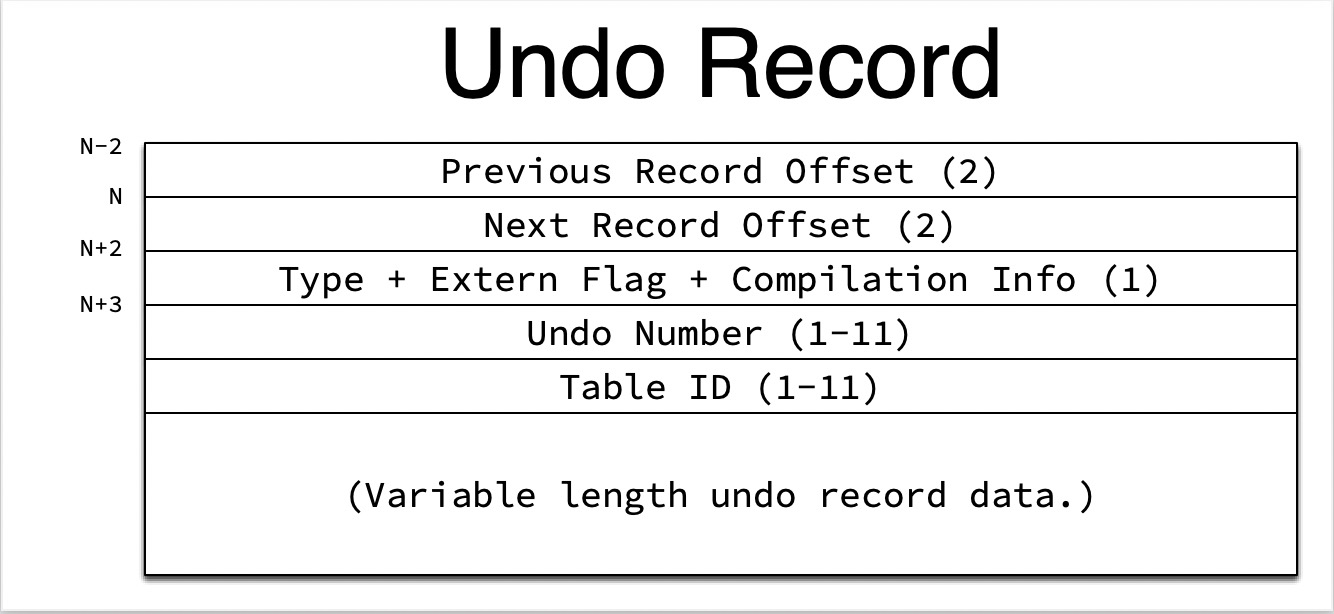 Undo Record
N-2
Previous Record Offset (2)
N
Next Record Offset (2)
N+2
Type + Extern Flag + Compilation Info (1)
N+3
Undo Number (1-11)
Table ID (1-11)
(Variable length undo record data.)